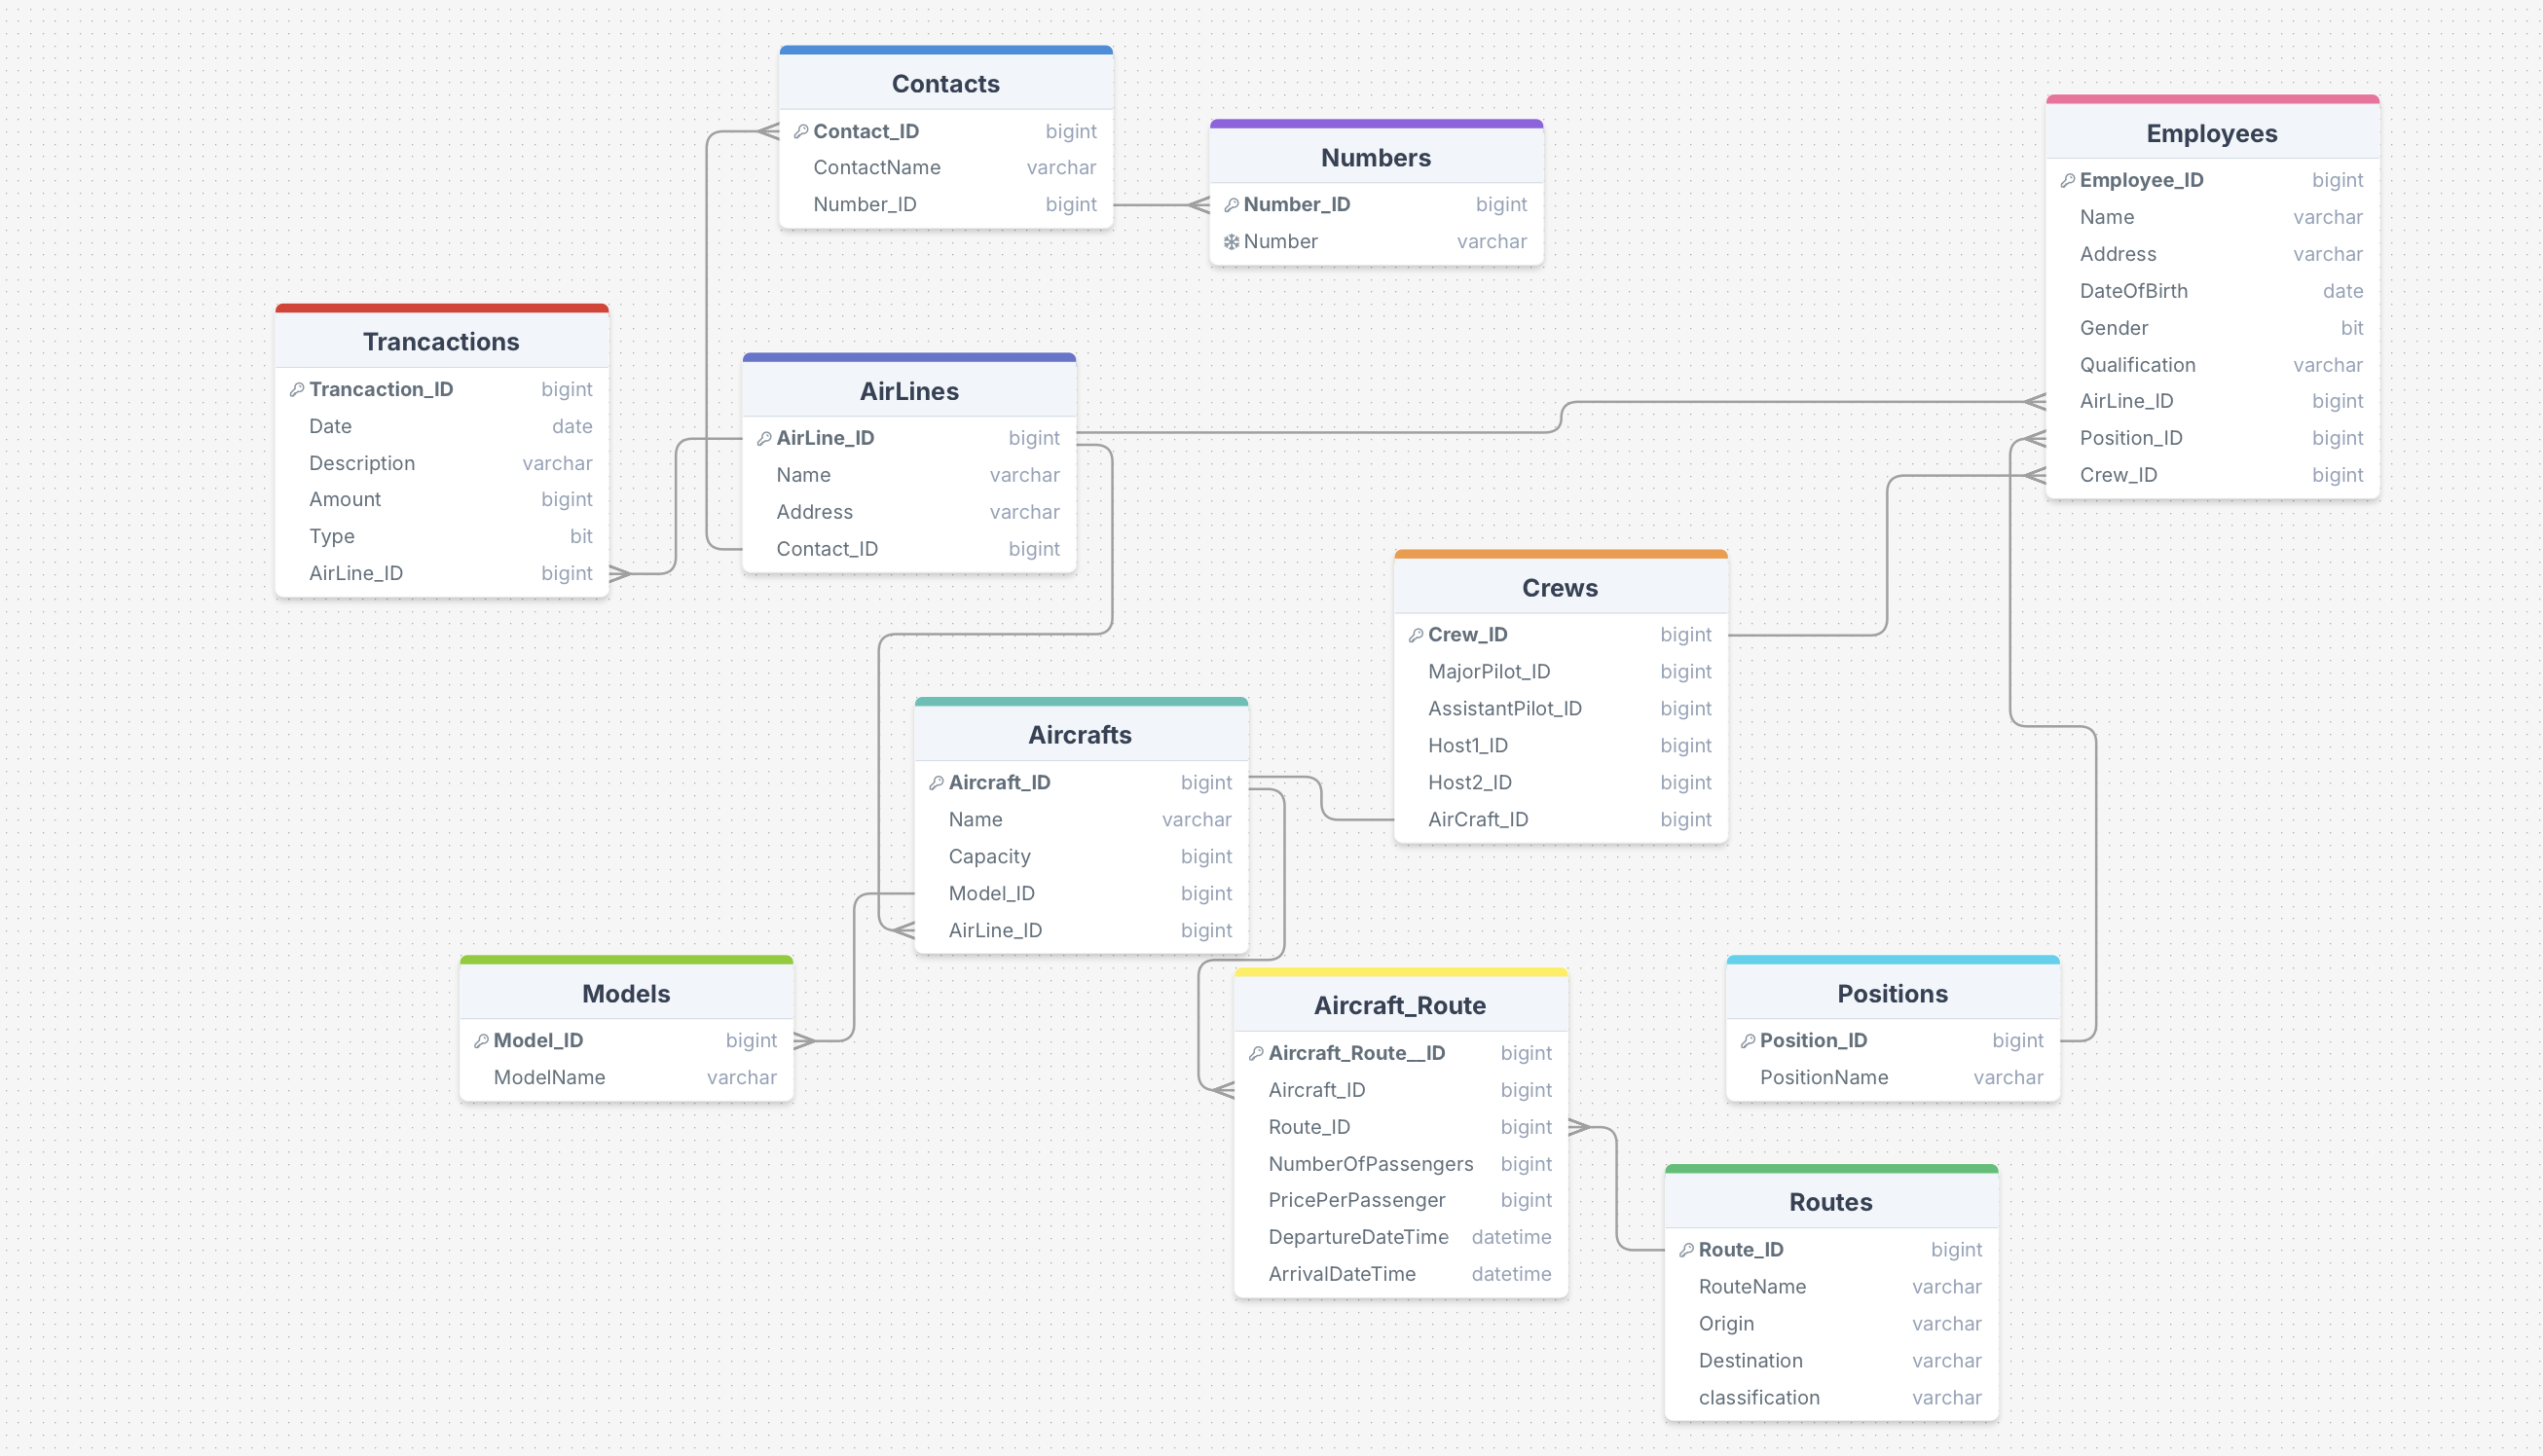 Contacts
Contact_ID bigint
ContactName varchar
Number_ID bigint
Numbers
Number_ID bigint
Number varchar
Employees
Employee_ID bigint
Name varchar
Address varchar
DateOfBirth date
Gender bit
Qualification varchar
AirLine_ID bigint
Position_ID bigint
Crew_ID bigint
Trancactions
Trancaction_ID bigint
Date date
Description varchar
Amount bigint
Type bit
AirLine_ID bigint
AirLines
AirLine_ID bigint
Name varchar
Address varchar
Contact_ID bigint
Crews
Crew_ID bigint
MajorPilot_ID bigint
AssistantPilot_ID bigint
Host1_ID bigint
Host2_ID bigint
AirCraft_ID bigint
Aircrafts
Aircraft_ID bigint
Name varchar
Capacity bigint
Model_ID bigint
AirLine_ID bigint
Models
Model_ID bigint
ModelName varchar
Aircraft_Route
Aircraft_Route__ID bigint
Aircraft_ID bigint
Route_ID bigint
NumberOfPassengers bigint
PricePerPassenger bigint
DepartureDateTime datetime
ArrivalDateTime datetime
Positions
Position_ID bigint
PositionName varchar
Routes
Route_ID bigint
RouteName varchar
Origin varchar
Destination varchar
classification varchar